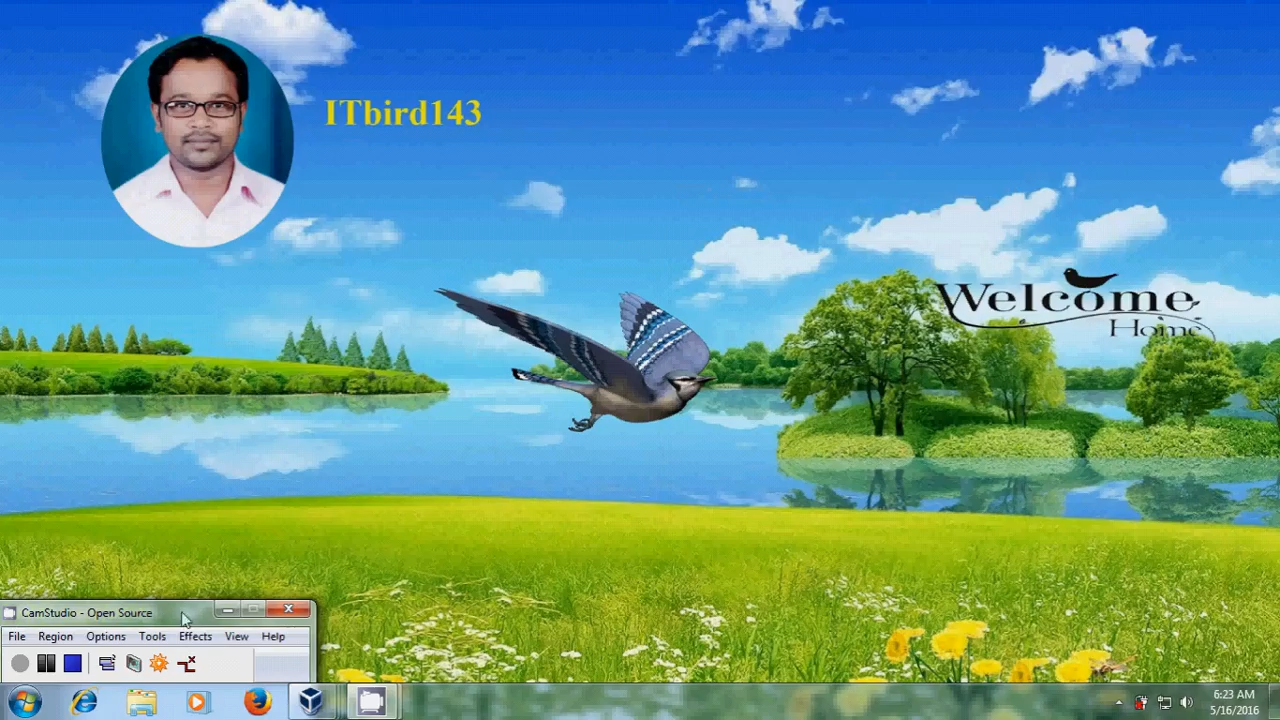 ITbird143
Welcome
Home
CamStudio - Open Source
File Region Options Tools Effects View Help
6:23 AM
5/16/2016